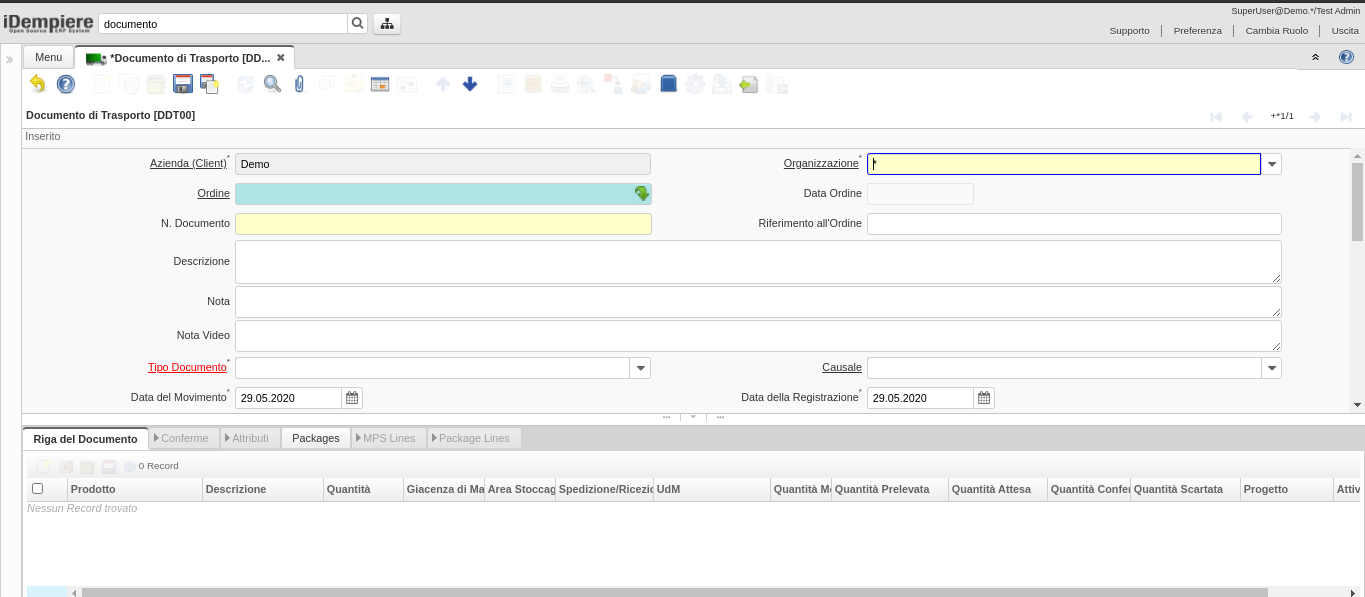 SuperUser@Demo.*/Test Admin
iDempiere
Open Source ERP System
documento
Supporto
Preferenza
Cambia Ruolo
Uscita
Menu
*Documento di Trasporto [DD...
Documento di Trasporto [DDT00]
+*1/1
Inserito
Azienda (Client)*
Demo
Organizzazione*
*
Ordine
Data Ordine
N. Documento
Riferimento all'Ordine
Descrizione
Nota
Nota Video
Tipo Documento*
Causale
Data del Movimento*
29.05.2020
Data della Registrazione*
29.05.2020
Riga del Documento
Conferme
Attributi
Packages
MPS Lines
Package Lines
0 Record
Prodotto
Descrizione
Quantità
Giacenza di Ma
Area Stoccag
Spedizione/Ricezio
UdM
Quantità Mo
Quantità Prelevata
Quantità Attesa
Quantità Confer
Quantità Scartata
Progetto
Attiv
Nessun Record trovato